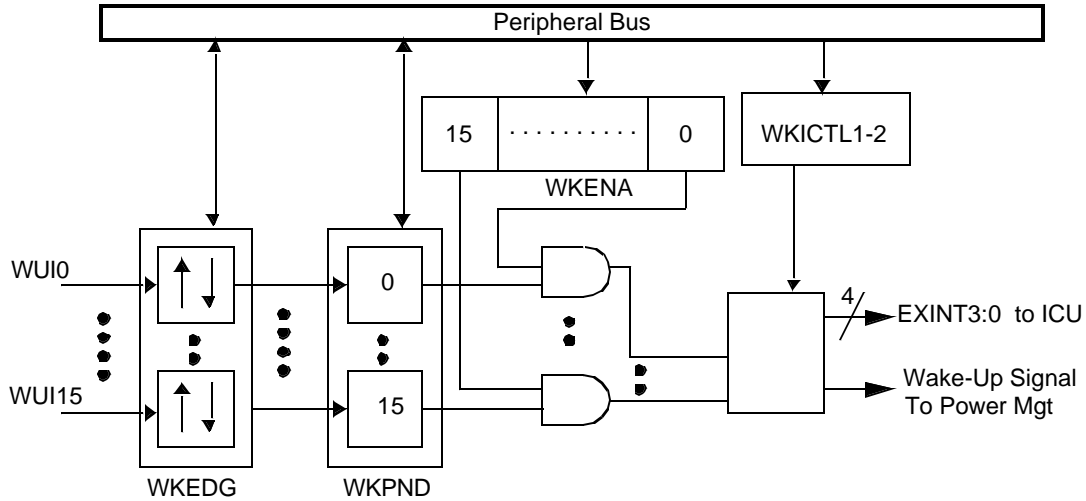 Peripheral Bus
15 .......... 0
WKICTL1-2
WKENA
WUI0
0
4
EXINT3:0 to ICU
WUI15
15
Wake-Up Signal
To Power Mgt
WKEDG
WKPND